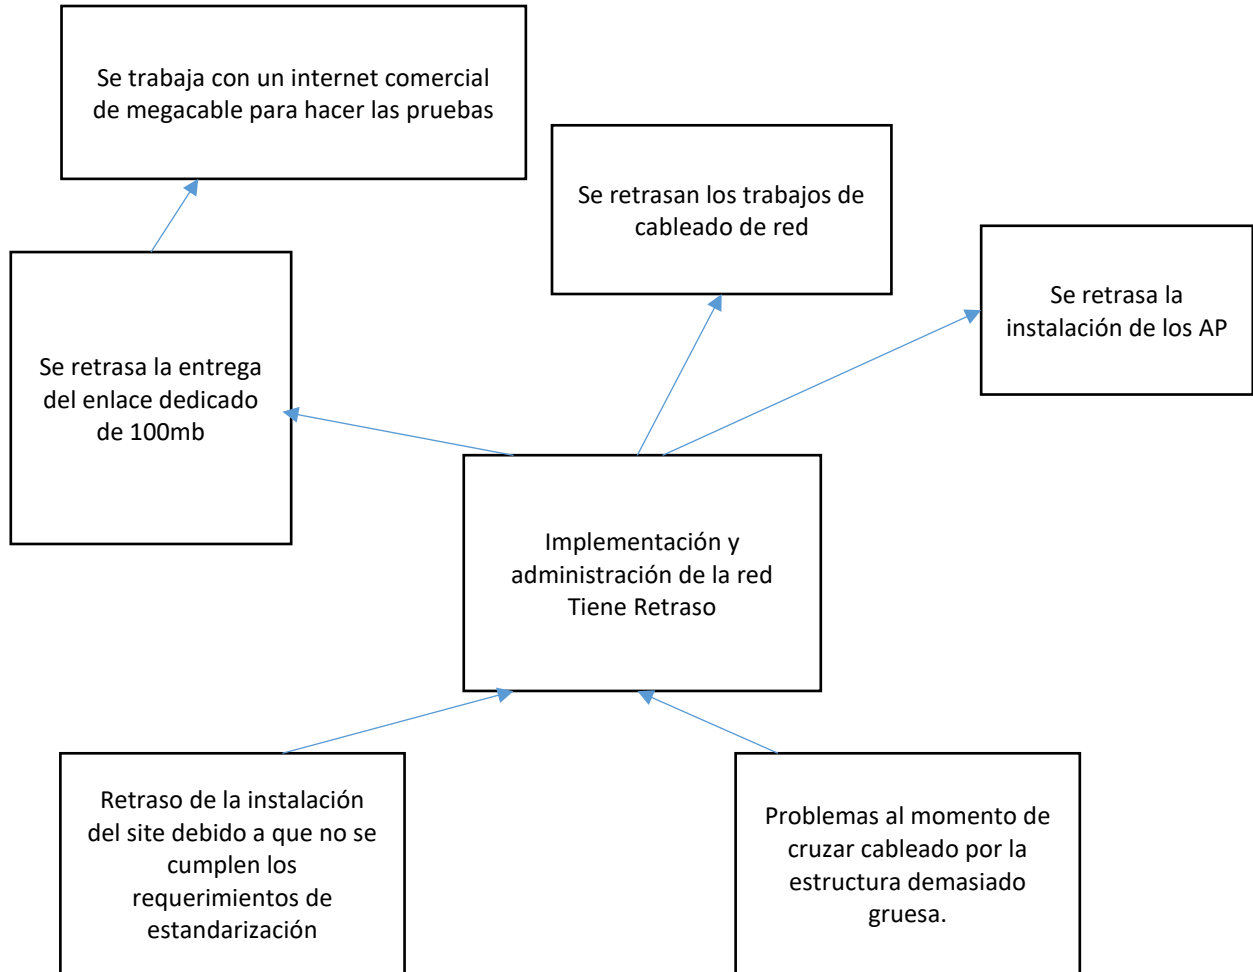 Se trabaja con un internet comercial
de megacable para hacer las pruebas
Se retrasan los trabajos de
cableado de red
Se retrasa la
instalación de los AP
Se retrasa la entrega
del enlace dedicado
de 100mb
Implementación y
administración de la red
Tiene Retraso
Retraso de la instalación
del site debido a que no se
cumplen los
requerimientos de
estandarización
Problemas al momento de
cruzar cableado por la
estructura demasiado
gruesa.